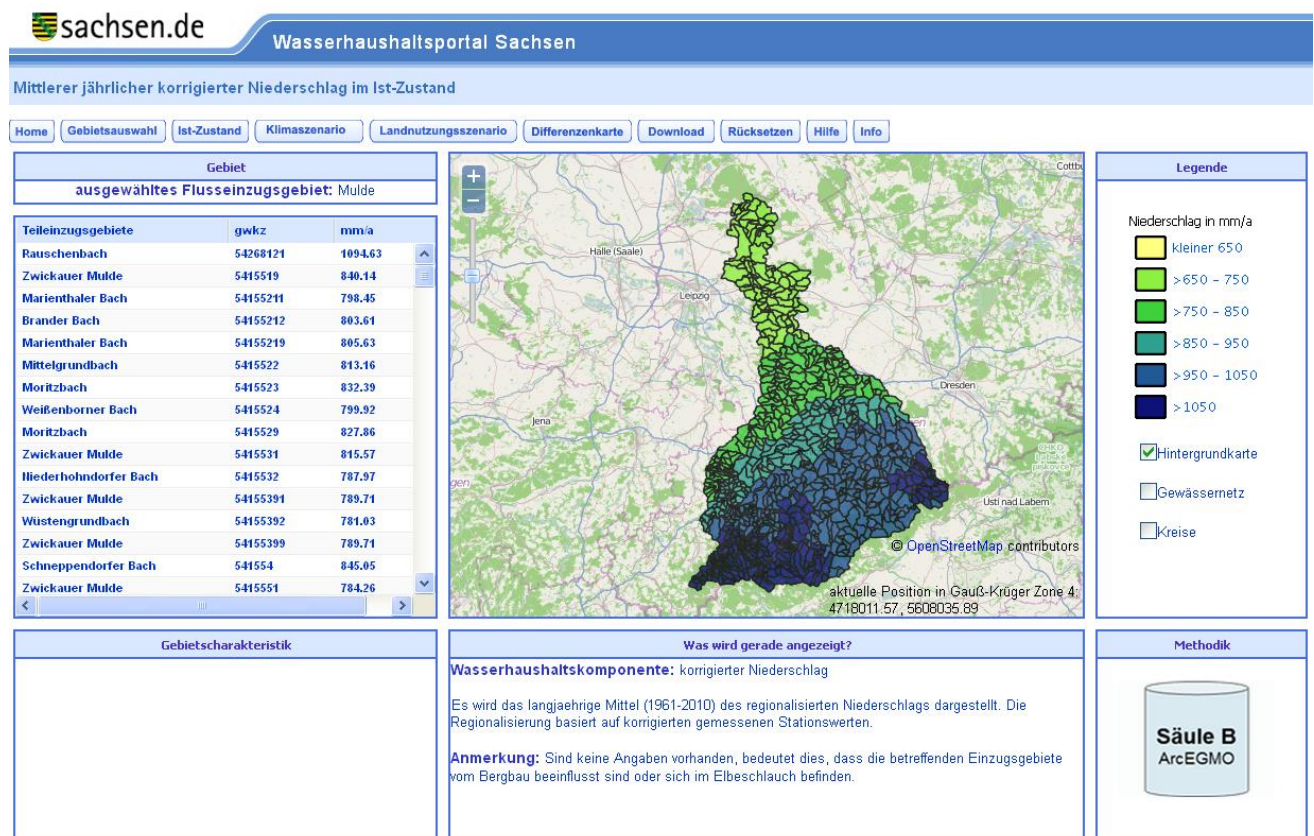 sachsen.de
Wasserhaushaltsportal Sachsen
Mittlerer jährlicher korrigierter Niederschlag im Ist-Zustand
Home Gebietsauswahl Ist-Zustand Klimaszenario Landnutzungsszenario Differenzenkarte Download Rücksetzen Hilfe Info
Gebiet
ausgewähltes Flusseinzugsgebiet: Mulde
Teileinzugsgebiete gwkz mm/a
Rauschenbach 54268121 1094.63
Zwickauer Mulde 5415519 840.14
Marienthaler Bach 54155211 798.45
Brander Bach 54155212 803.61
Marienthaler Bach 54155219 805.63
Mittelgrundbach 5415522 813.16
Moritzbach 5415523 832.39
Weißenborner Bach 5415524 799.92
Moritzbach 5415529 827.86
Zwickauer Mulde 5415531 815.57
Niederhohndorfer Bach 5415532 787.97
Zwickauer Mulde 54155391 789.71
Wüstengrundbach 54155392 781.03
Zwickauer Mulde 54155399 789.71
Schneppendorfer Bach 541554 845.05
Zwickauer Mulde 5415551 784.26
Cottbu
Halle (Saale)
Leipzig
Dresden
Jena
gen
Usti nad Labem
© OpenStreetMap contributors
aktuelle Position in Gauß-Krüger Zone 4:
4718011.57, 5608035.89
Legende
Niederschlag in mm/a
kleiner 650
>650 - 750
>750 - 850
>850 - 950
>950 - 1050
>1050
Hintergrundkarte
Gewässernetz
Kreise
Gebietscharakteristik
Was wird gerade angezeigt?
Wasserhaushaltskomponente: korrigierter Niederschlag
Es wird das langjaehrige Mittel (1961-2010) des regionalisierten Niederschlags dargestellt. Die
Regionalisierung basiert auf korrigierten gemessenen Stationswerten.
Anmerkung: Sind keine Angaben vorhanden, bedeutet dies, dass die betreffenden Einzugsgebiete
vom Bergbau beeinflusst sind oder sich im Elbeschlauch befinden.
Methodik
Säule B
ArcEGMO